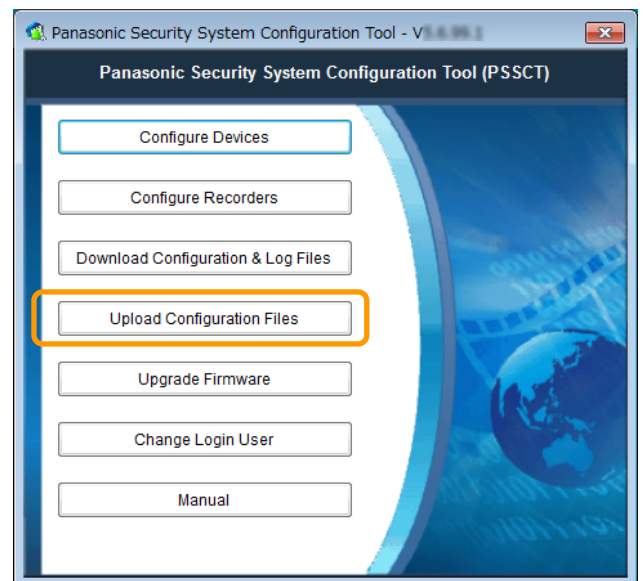 Panasonic Security System Configuration Tool - V
Panasonic Security System Configuration Tool (PSSCT)
Configure Devices
Configure Recorders
Download Configuration & Log Files
Upload Configuration Files
Upgrade Firmware
Change Login User
Manual